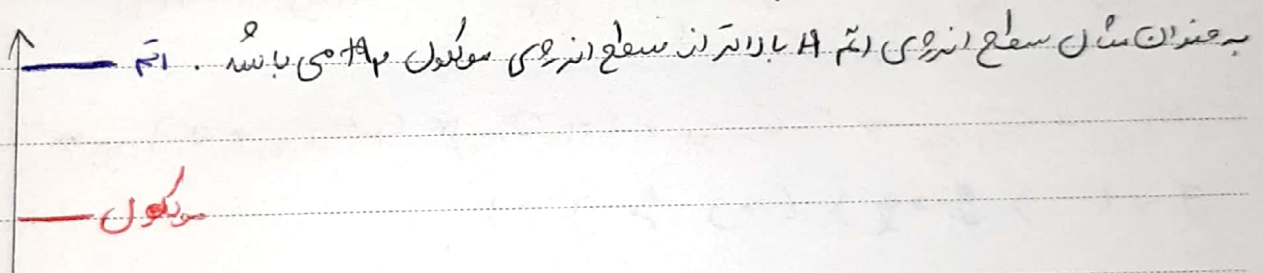 به عنوان مثال سطح انرژی اتم H بالاتر از سطح انرژی مولکول H₂ می باشد . اتم
مولکول